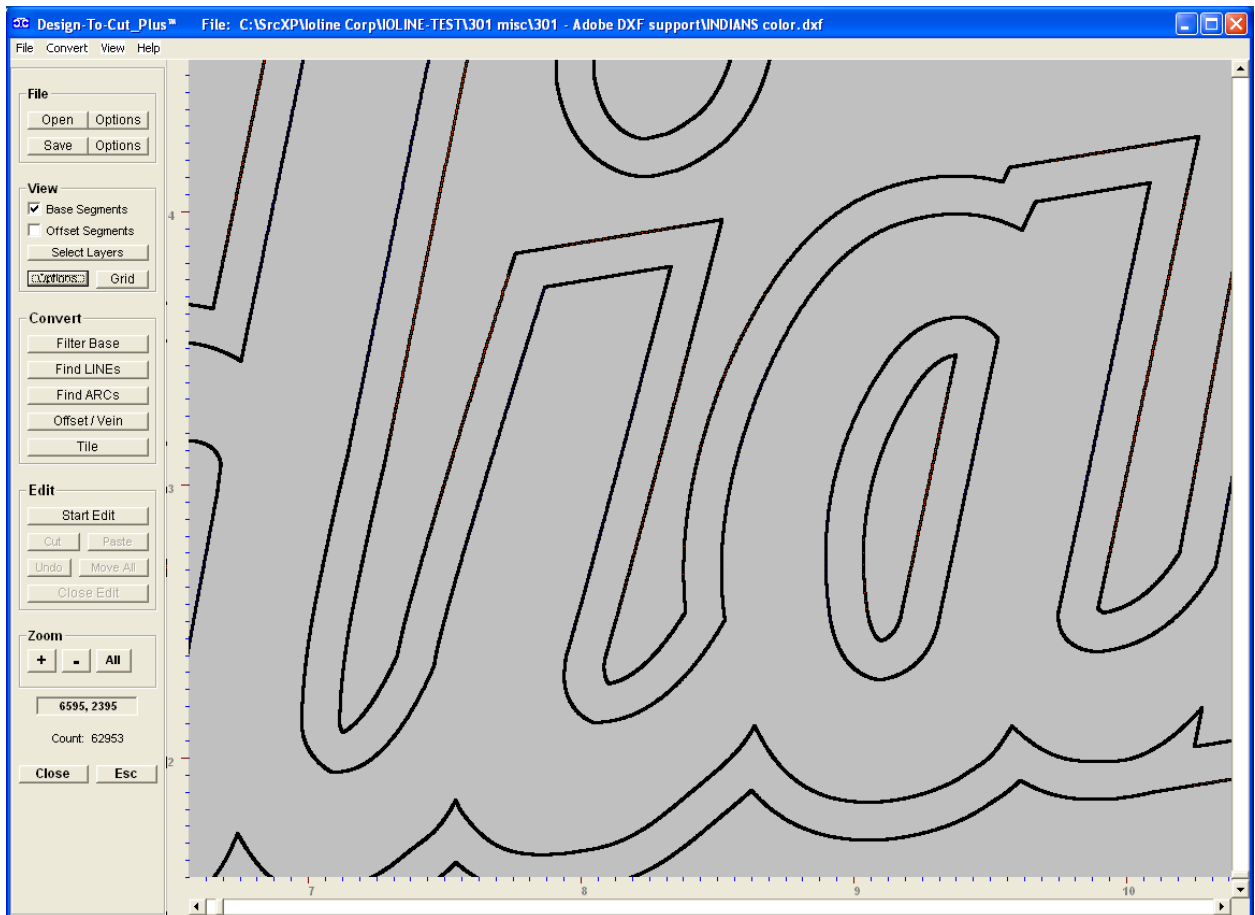 Design-To-Cut_Plus™ File: C:\SrcXP\Ioline Corp\IOLINE-TEST\301 misc\301 - Adobe DXF support\INDIANS color.dxf
File Convert View Help
File
Open Options
Save Options
View
Base Segments
Offset Segments
Select Layers
Options Grid
Convert
Filter Base
Find LINEs
Find ARCs
Offset / Vein
Tile
Edit
Start Edit
Cut Paste
Undo Move All
Close Edit
Zoom
+ - All
6595, 2395
Count: 62953
Close Esc
4
3
2
7 8 9 10